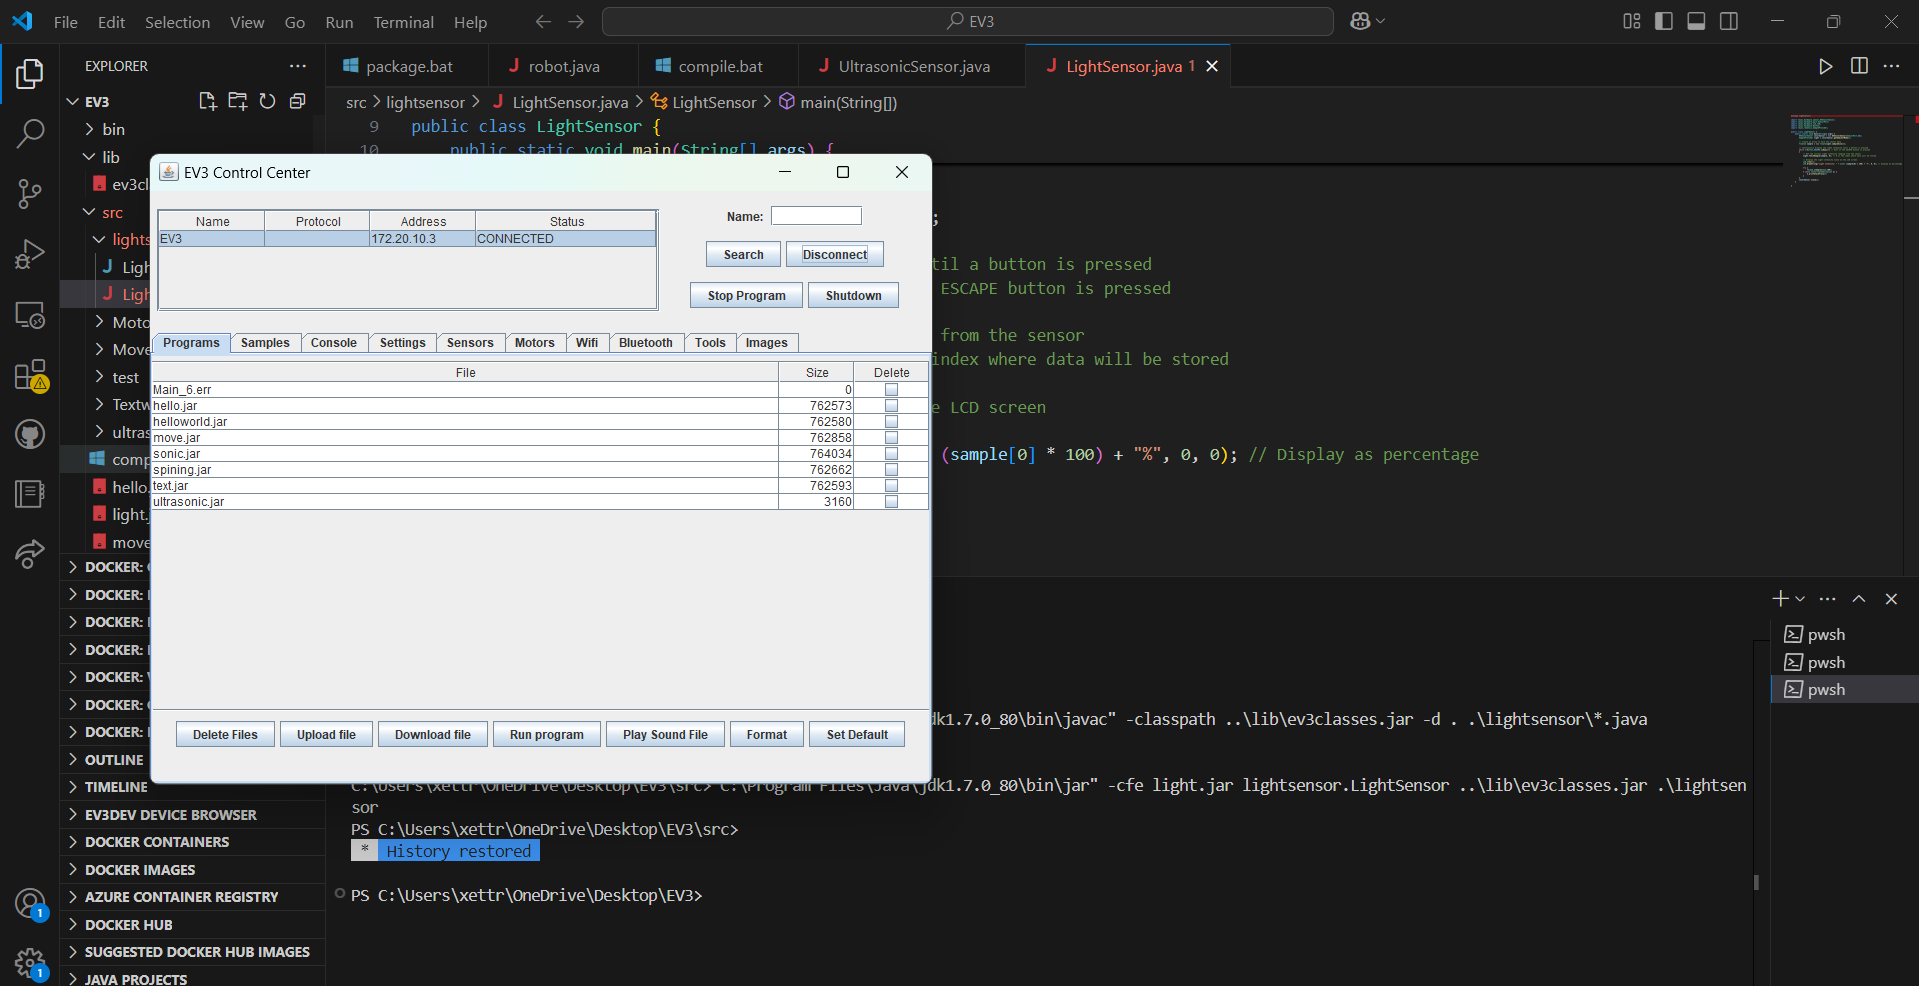 File Edit Selection View Go Run Terminal Help
EV3
EXPLORER
package.bat
robot.java
compile.bat
UltrasonicSensor.java
LightSensor.java 1
EV3
bin
lib
src
test
src > lightsensor > LightSensor.java > LightSensor > main(String[])
9 public class LightSensor {
10 public static void main(String[] args) {
;
til a button is pressed
ESCAPE button is pressed
from the sensor
index where data will be stored
e LCD screen
(sample[0] * 100) + "%", 0, 0); // Display as percentage
EV3 Control Center
Name Protocol Address Status
EV3 172.20.10.3 CONNECTED
Name:
Search Disconnect
Stop Program Shutdown
Programs Samples Console Settings Sensors Motors Wifi Bluetooth Tools Images
File Size Delete
Main_6.err 0
hello.jar 762573
helloworld.jar 762580
move.jar 762858
sonic.jar 764034
spining.jar 762662
text.jar 762593
ultrasonic.jar 3160
Delete Files Upload file Download file Run program Play Sound File Format Set Default
ev3cl
lights
Ligh
Ligh
Moto
Move
Textw
ultras
comp
hello.
light.
move
DOCKER:
DOCKER:
DOCKER:
DOCKER:
DOCKER:
DOCKER:
DOCKER:
OUTLINE
TIMELINE
EV3DEV DEVICE BROWSER
DOCKER CONTAINERS
DOCKER IMAGES
AZURE CONTAINER REGISTRY
DOCKER HUB
SUGGESTED DOCKER HUB IMAGES
JAVA PROJECTS
1
1
pwsh
pwsh
pwsh
dk1.7.0_80\bin\javac" -classpath ..\lib\ev3classes.jar -d . .\lightsensor\*.java
C:\Users\xettr\OneDrive\Desktop\EV3\src> C:\Program Files\Java\jdk1.7.0_80\bin\jar" -cfe light.jar lightsensor.LightSensor ..\lib\ev3classes.jar .\lightsen
sor
PS C:\Users\xettr\OneDrive\Desktop\EV3\src>
* History restored
PS C:\Users\xettr\OneDrive\Desktop\EV3>